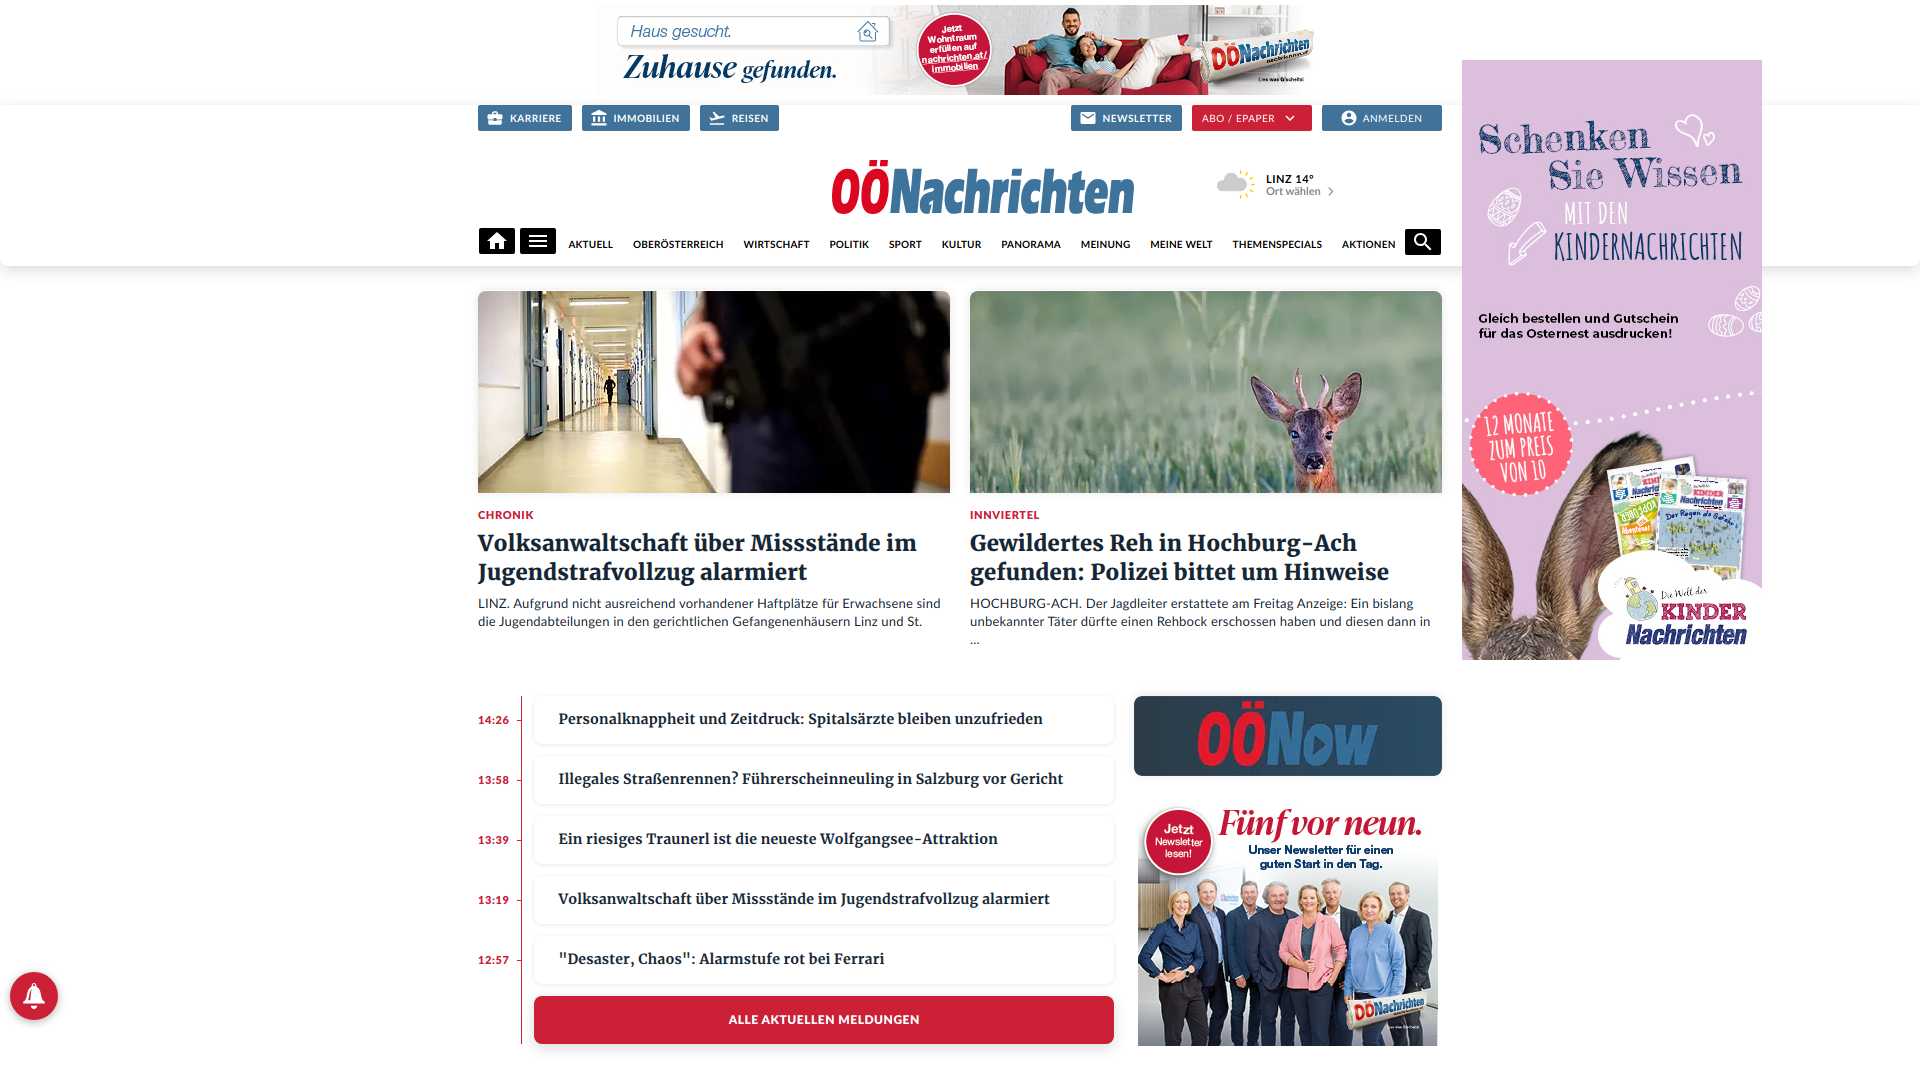 Haus gesucht.
Zuhause gefunden.
Jetzt
Wohntraum
erfüllen auf
nachrichten.at/
immobilien
OÖNachrichten
Lies was G'scheits!
KARRIERE
IMMOBILIEN
REISEN
NEWSLETTER
ABO / EPAPER
ANMELDEN
OÖNachrichten
LINZ 14°
Ort wählen
AKTUELL
OBERÖSTERREICH
WIRTSCHAFT
POLITIK
SPORT
KULTUR
PANORAMA
MEINUNG
MEINE WELT
THEMENSPECIALS
AKTIONEN
Schenken
Sie Wissen
MIT DEN
KINDERNACHRICHTEN
Gleich bestellen und Gutschein
für das Osternest ausdrucken!
12 MONATE
ZUM PREIS
VON 10
Die Welt der
KINDER
Nachrichten
CHRONIK
Volksanwaltschaft über Missstände im
Jugendstrafvollzug alarmiert
LINZ. Aufgrund nicht ausreichend vorhandener Haftplätze für Erwachsene sind
die Jugendabteilungen in den gerichtlichen Gefangenenhäusern Linz und St.
INNVIERTEL
Gewildertes Reh in Hochburg-Ach
gefunden: Polizei bittet um Hinweise
HOCHBURG-ACH. Der Jagdleiter erstattete am Freitag Anzeige: Ein bislang
unbekannter Täter dürfte einen Rehbock erschossen haben und diesen dann in
...
14:26 Personalknappheit und Zeitdruck: Spitalsärzte bleiben unzufrieden
13:58 Illegales Straßenrennen? Führerscheinneuling in Salzburg vor Gericht
13:39 Ein riesiges Traunerl ist die neueste Wolfgangsee-Attraktion
13:19 Volksanwaltschaft über Missstände im Jugendstrafvollzug alarmiert
12:57 "Desaster, Chaos": Alarmstufe rot bei Ferrari
ALLE AKTUELLEN MELDUNGEN
OÖNow
Jetzt
Newsletter
lesen!
Fünf vor neun.
Unser Newsletter für einen
guten Start in den Tag.
OÖNachrichten